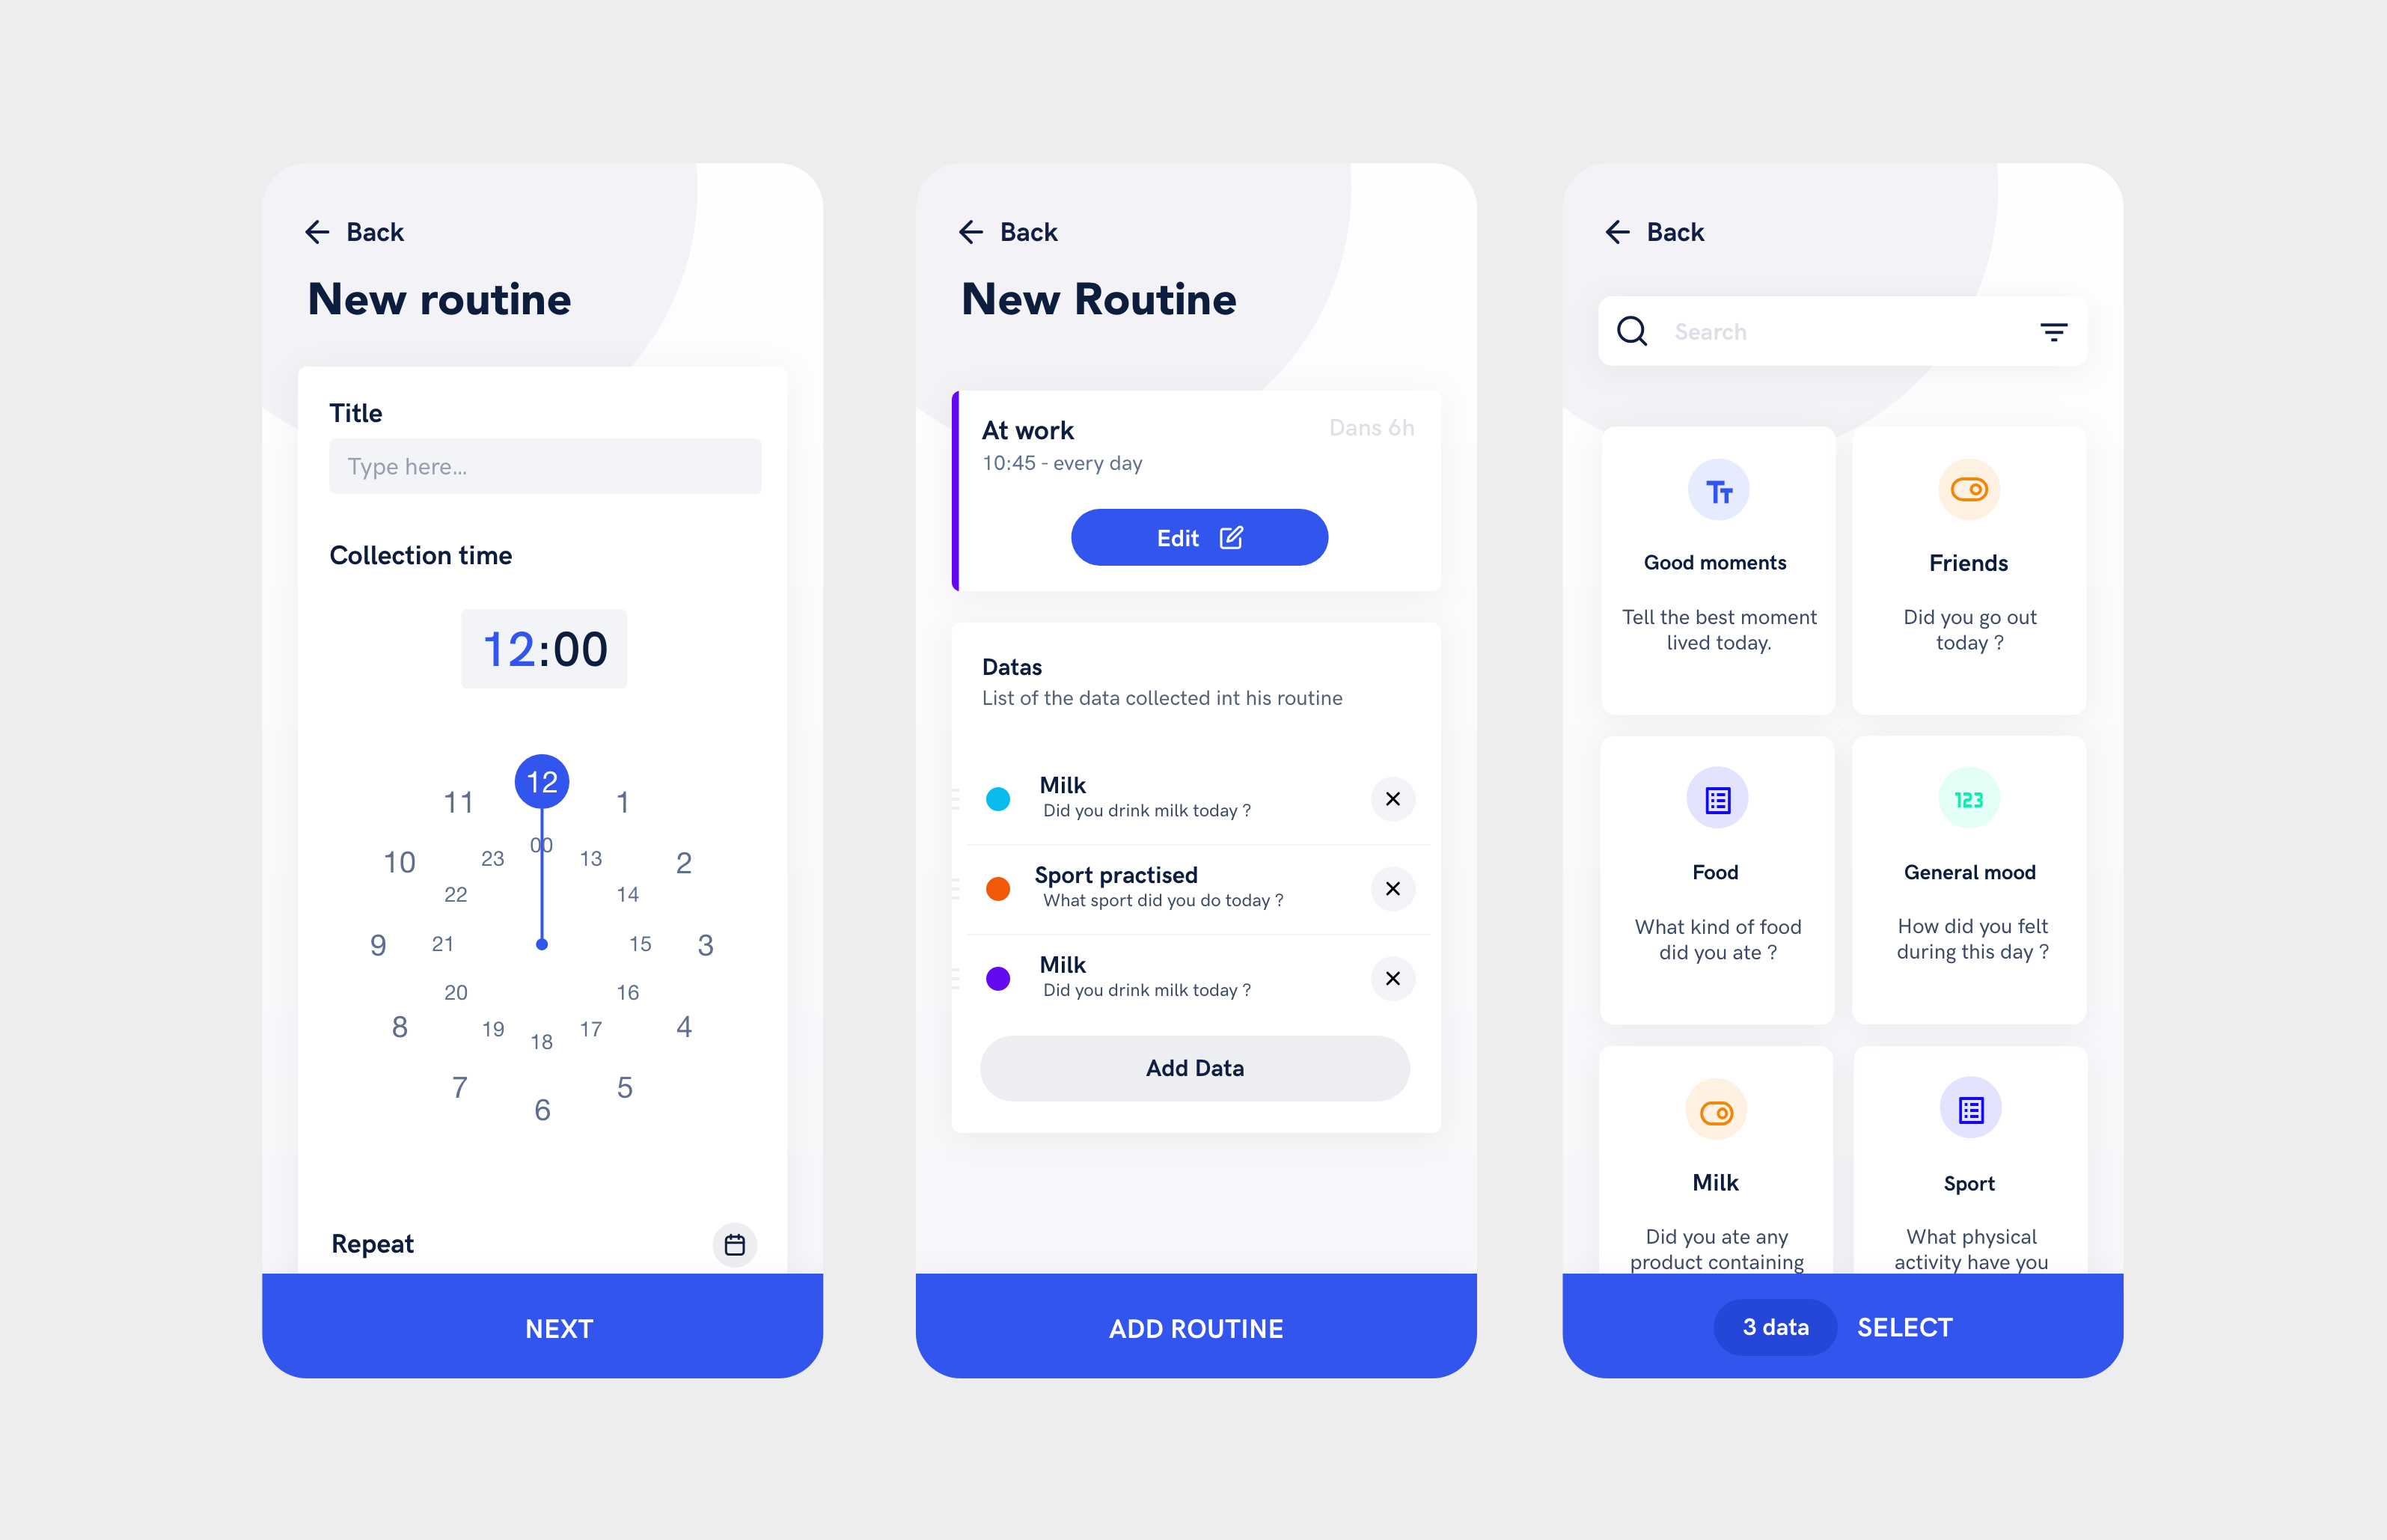 Back
New routine
Title
Type here...
Collection time
12:00
12
11
1
00
23
13
10
2
22
14
9
21
15
3
20
16
8
19
17
4
18
7
5
6
Repeat
NEXT
Back
New Routine
At work
Dans 6h
10:45 - every day
Edit
Datas
List of the data collected int his routine
Milk
Did you drink milk today ?
Sport practised
What sport did you do today ?
Milk
Did you drink milk today ?
Add Data
ADD ROUTINE
Back
Search
Tт
Good moments
Tell the best moment
lived today.
Friends
Did you go out
today ?
Food
What kind of food
did you ate ?
123
General mood
How did you felt
during this day ?
Milk
Did you ate any
product containing
Sport
What physical
activity have you
3 data
SELECT